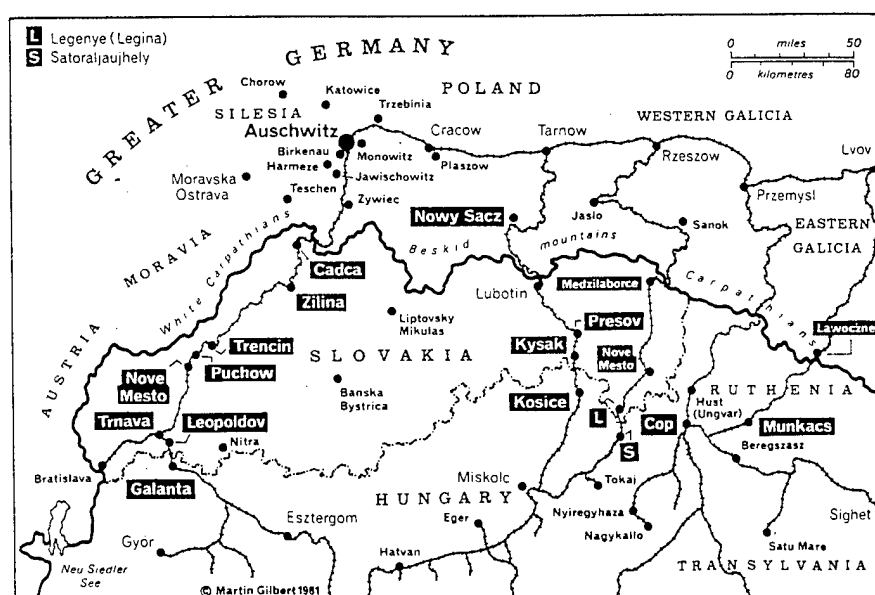 L Legenye (Legina)
S Satoraljaujhely
GREATER GERMANY
0 miles 50
0 kilometres 80
Chorow
Katowice
POLAND
SILESIA
Trzebinia
WESTERN GALICIA
Auschwitz
Cracow
Tarnow
Lvov
Birkenau
Monowitz
Rzeszow
Harmeze
Plaszow
Jawischowitz
Moravska
Ostrava
Teschen
Przemysl
Zywiec
Nowy Sacz
Jaslo
Sanok
EASTERN
GALICIA
MORAVIA
White Carpathians
Beskid mountains
Carpathians
Cadca
Lubotin
Medzilaborce
Zilina
Liptovsky
Mikulas
Presov
Lawoczne
AUSTRIA
Trencin
SLOVAKIA
Kysak
Nove
Mesto
Puchow
Nove
Mesto
Banska
Bystrica
RUTHENIA
Kosice
Hust
(Ungvar)
Trnava
Leopoldov
L
Cop
Munkacs
Nitra
S
Beregszasz
Bratislava
Galanta
Miskolc
Tokaj
HUNGARY
Esztergom
Eger
Nyiregyhaza
Sighet
Györ
Nagykallo
Satu Mare
Hatvan
Neu Siedler
See
TRANSYLVANIA
© Martin Gilbert 1981